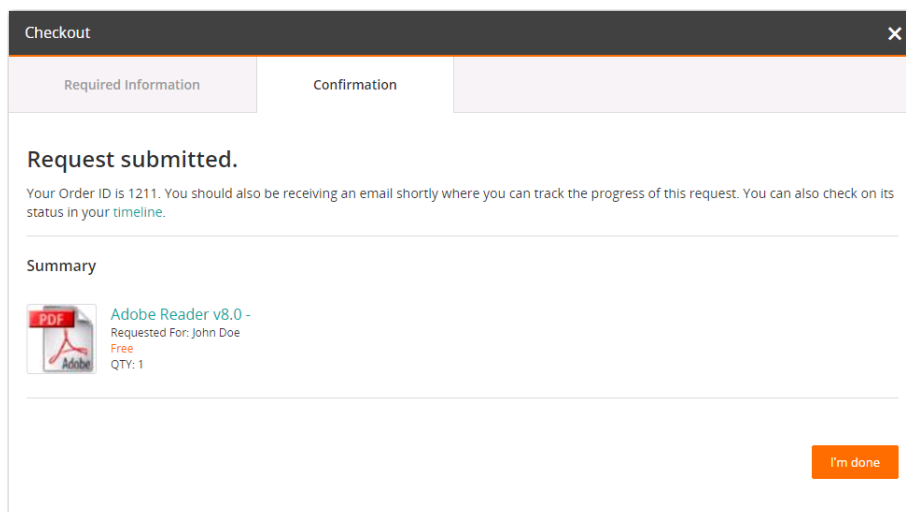 Checkout
Required Information
Confirmation
Request submitted.
Your Order ID is 1211. You should also be receiving an email shortly where you can track the progress of this request. You can also check on its
status in your timeline.
Summary
PDF
Adobe
Adobe Reader v8.0 -
Requested For: John Doe
Free
QTY: 1
I'm done